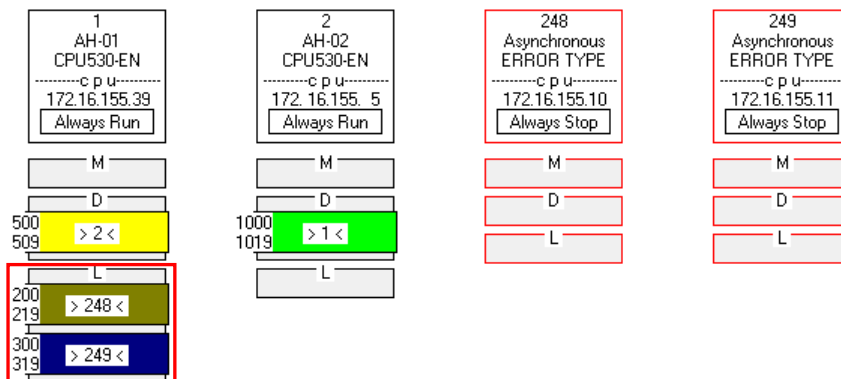 1
AH-01
CPU530-EN
--------c p u--------
172.16.155.39
Always Run
M
D
500
509
> 2 <
L
200
219
> 248 <
300
319
> 249 <
2
AH-02
CPU530-EN
--------c p u--------
172. 16.155. 5
Always Run
M
D
1000
1019
> 1 <
L
248
Asynchronous
ERROR TYPE
--------c p u--------
172.16.155.10
Always Stop
M
D
L
249
Asynchronous
ERROR TYPE
--------c p u--------
172.16.155.11
Always Stop
M
D
L